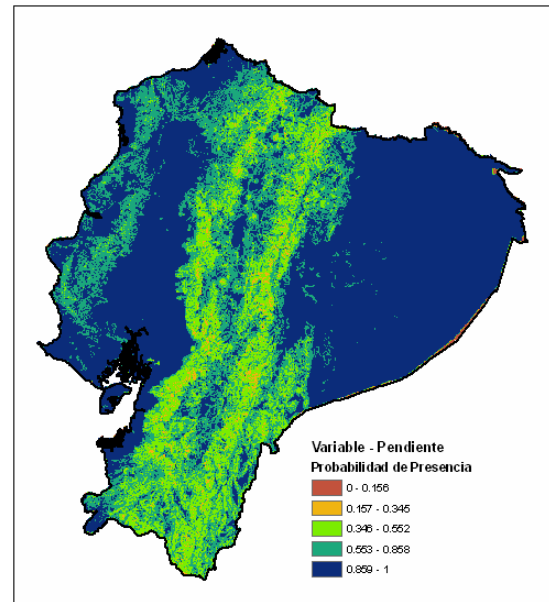 Variable - Pendiente
Probabilidad de Presencia
0 - 0.156
0.157 - 0.345
0.346 - 0.552
0.553 - 0.858
0.859 - 1